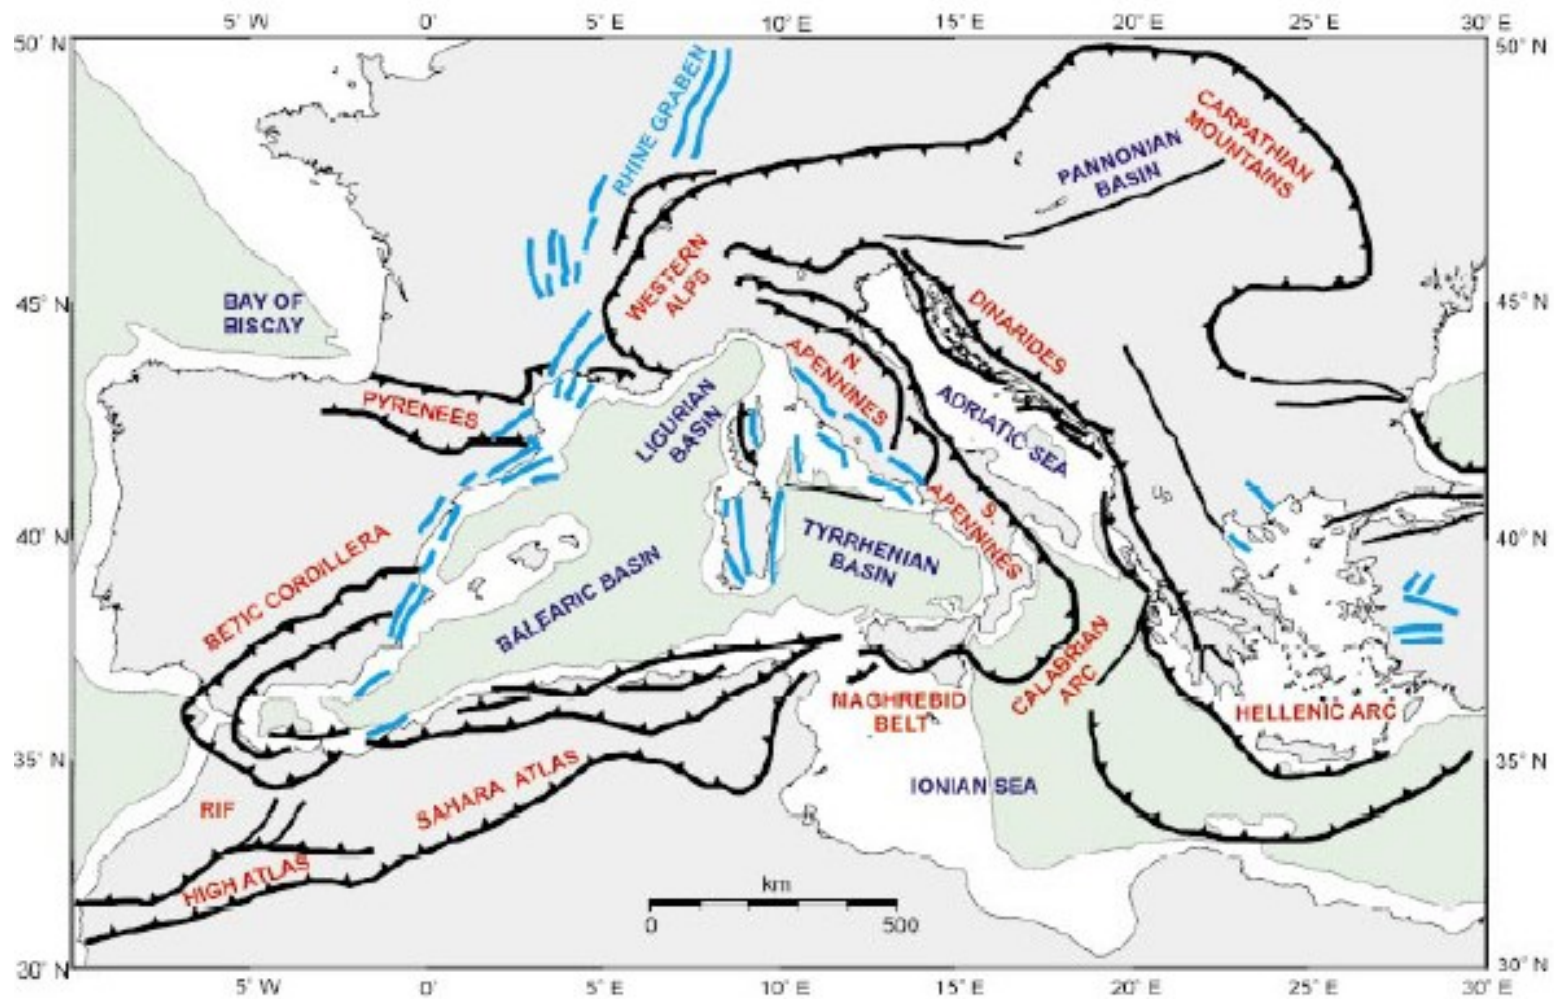 5° W 0° 5° E 10° E 15° E 20° E 25° E 30° E
50° N
50° N
RHINE GRABEN
CARPATHIAN
MOUNTAINS
PANNONIAN
BASIN
WESTERN
ALPS
45° N
45° N
BAY OF
BISCAY
DINARIDES
N.
APENNINES
PYRENEES
LIGURIAN
BASIN
ADRIATIC SEA
40° N
40° N
S.
APENNINES
TYRRHENIAN
BASIN
BETIC CORDILLERA
BALEARIC BASIN
CALABRIAN
ARC
MAGHREBID
BELT
HELLENIC ARC
35° N
35° N
IONIAN SEA
SAHARA ATLAS
RIF
HIGH ATLAS
km
0 500
30° N
30° N
5° W 0° 5° E 10° E 15° E 20° E 25° E 30° E